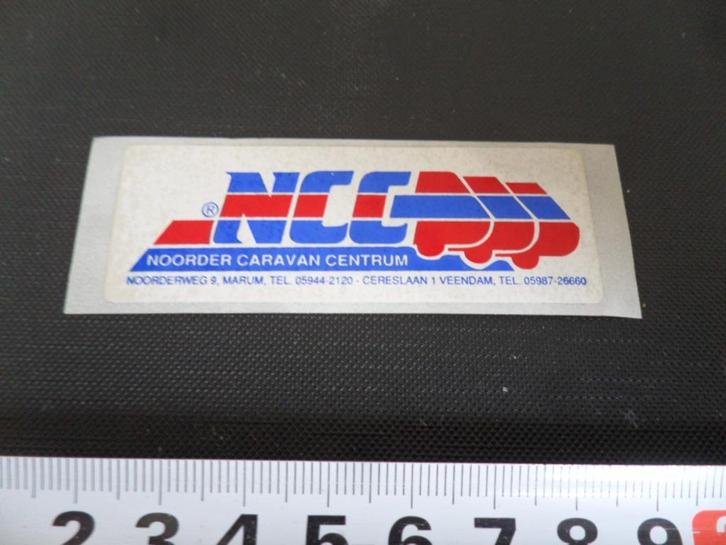 ® NCC
NOORDER CARAVAN CENTRUM
NOORDERWEG 9, MARUM, TEL. 05944-2120 - CERESLAAN 1 VEENDAM, TEL. 05987-26660
2 3 4 5 6 7 8 9